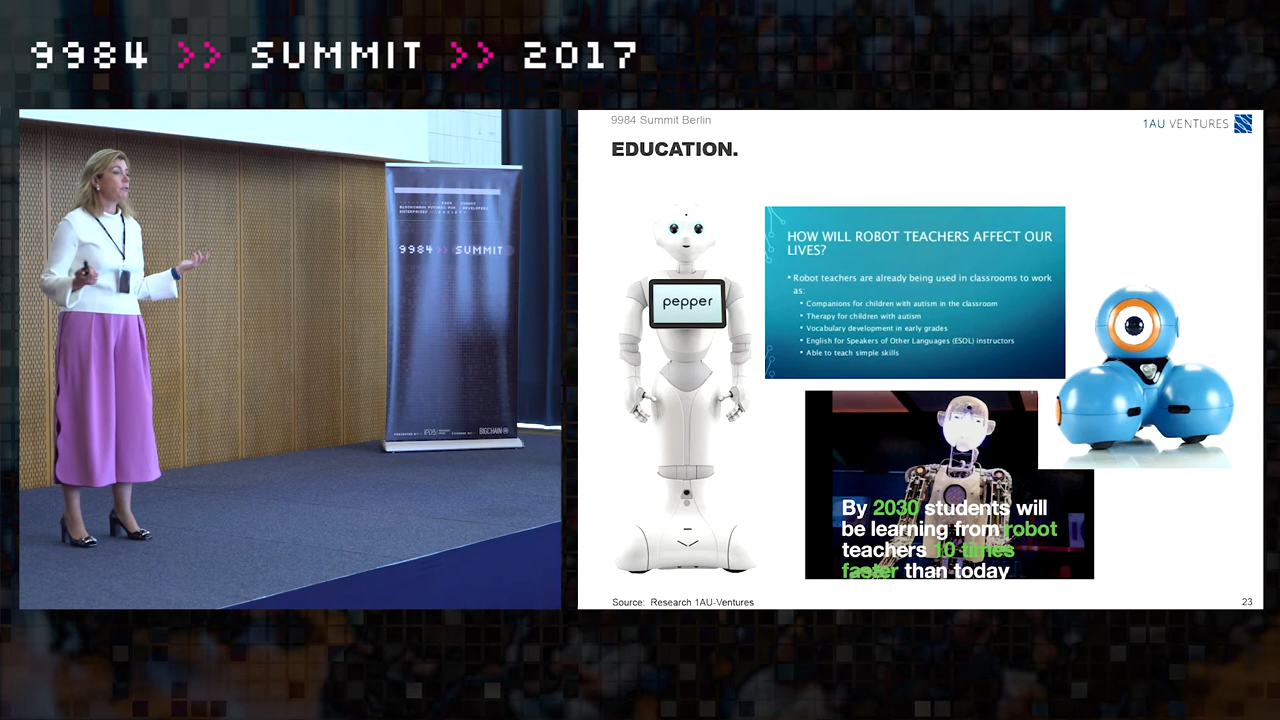 9984 >> SUMMIT >> 2017
9984 >> SUMMIT
PRESENTED BY
IPDB
BIGCHAIN
9984 Summit Berlin
1AU VENTURES
EDUCATION.
pepper
HOW WILL ROBOT TEACHERS AFFECT OUR
LIVES?
• Robot teachers are already being used in classrooms to work
as:
• Companions for children with autism in the classroom
• Therapy for children with autism
• Vocabulary development in early grades
• English for Speakers of Other Languages (ESOL) instructors
• Able to teach simple skills
By 2030 students will
be learning from robot
teachers 10 times
faster than today
Source: Research 1AU-Ventures
23